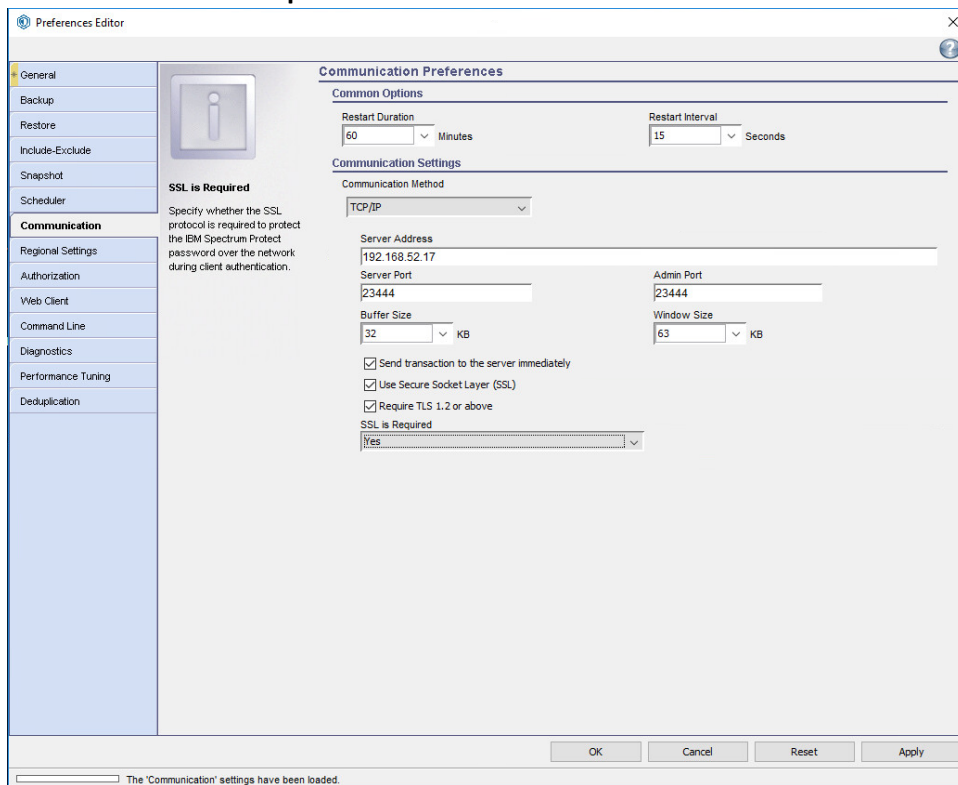 Preferences Editor
General
Backup
Restore
Include-Exclude
Snapshot
Scheduler
Communication
Regional Settings
Authorization
Web Client
Command Line
Diagnostics
Performance Tuning
Deduplication
SSL is Required
Specify whether the SSL
protocol is required to protect
the IBM Spectrum Protect
password over the network
during client authentication.
Communication Preferences
Common Options
Restart Duration
60 Minutes
Restart Interval
15 Seconds
Communication Settings
Communication Method
TCP/IP
Server Address
192.168.52.17
Server Port
23444
Admin Port
23444
Buffer Size
32 KB
Window Size
63 KB
Send transaction to the server immediately
Use Secure Socket Layer (SSL)
Require TLS 1.2 or above
SSL is Required
Yes
OK
Cancel
Reset
Apply
The 'Communication' settings have been loaded.